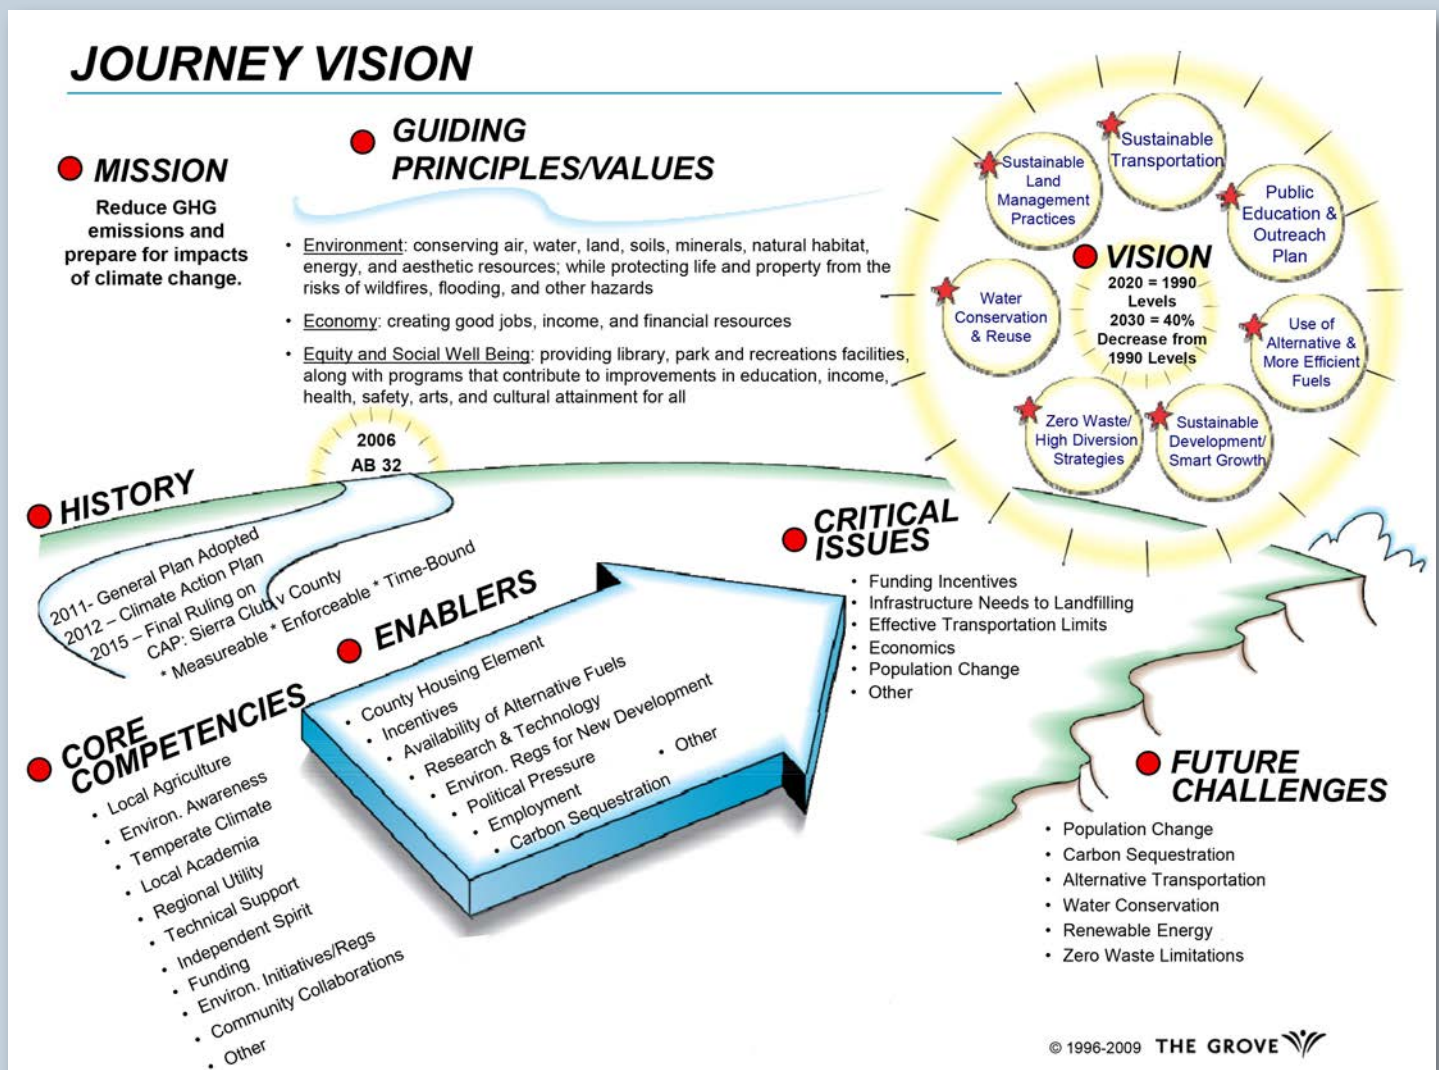 JOURNEY VISION
MISSION
Reduce GHG
emissions and
prepare for impacts
of climate change.
GUIDING
PRINCIPLES/VALUES
• Environment: conserving air, water, land, soils, minerals, natural habitat,
energy, and aesthetic resources; while protecting life and property from the
risks of wildfires, flooding, and other hazards
• Economy: creating good jobs, income, and financial resources
• Equity and Social Well Being: providing library, park and recreations facilities,
along with programs that contribute to improvements in education, income,
health, safety, arts, and cultural attainment for all
Sustainable
Transportation
Sustainable
Land
Management
Practices
Public
Education &
Outreach
Plan
VISION
2020 = 1990
Levels
2030 = 40%
Decrease from
1990 Levels
Water
Conservation
& Reuse
Use of
Alternative &
More Efficient
Fuels
Zero Waste/
High Diversion
Strategies
Sustainable
Development/
Smart Growth
2006
AB 32
HISTORY
2011- General Plan Adopted
2012 – Climate Action Plan
2015 – Final Ruling on
CAP: Sierra Club v County
* Measureable * Enforceable * Time-Bound
ENABLERS
• County Housing Element
• Incentives
• Availability of Alternative Fuels
• Research & Technology
• Environ. Regs for New Development
• Political Pressure
• Employment
• Carbon Sequestration
• Other
CRITICAL
ISSUES
• Funding Incentives
• Infrastructure Needs to Landfilling
• Effective Transportation Limits
• Economics
• Population Change
• Other
CORE
COMPETENCIES
• Local Agriculture
• Environ. Awareness
• Temperate Climate
• Local Academia
• Regional Utility
• Technical Support
• Independent Spirit
• Funding
• Environ. Initiatives/Regs
• Community Collaborations
• Other
FUTURE
CHALLENGES
• Population Change
• Carbon Sequestration
• Alternative Transportation
• Water Conservation
• Renewable Energy
• Zero Waste Limitations
© 1996-2009 THE GROVE